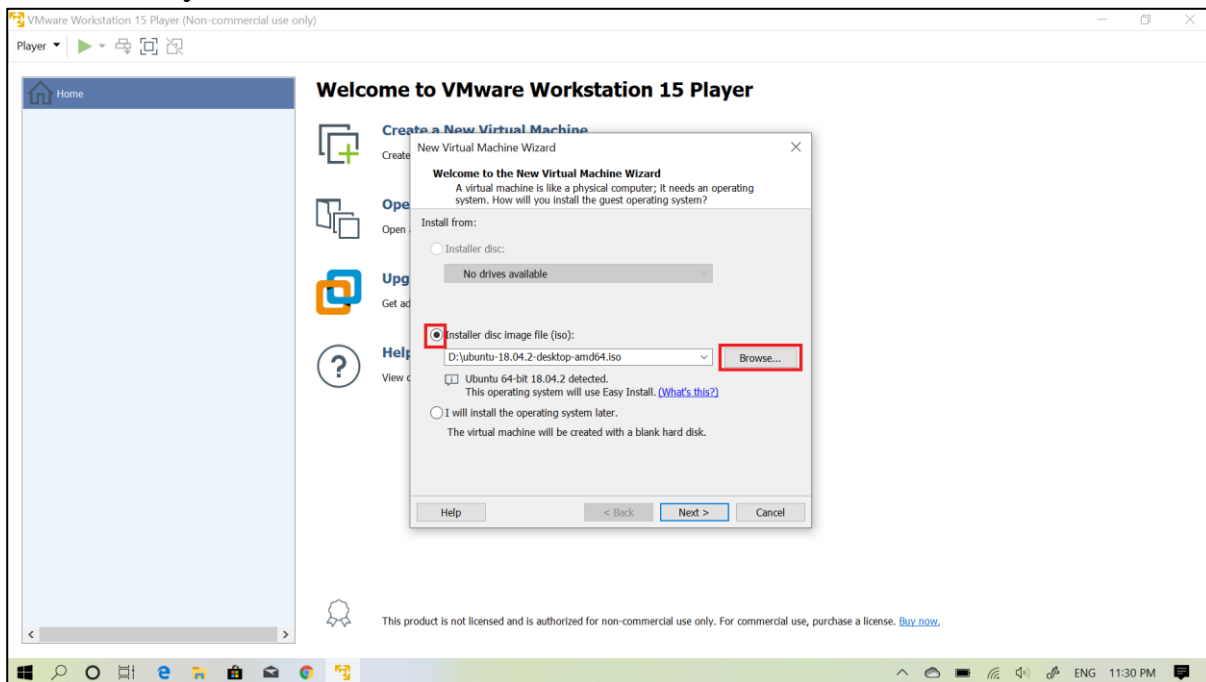 VMware Workstation 15 Player (Non-commercial use only)
Player
Home
Welcome to VMware Workstation 15 Player
Create a New Virtual Machine
Create
New Virtual Machine Wizard
Welcome to the New Virtual Machine Wizard
A virtual machine is like a physical computer; it needs an operating
system. How will you install the guest operating system?
Ope
Open
Install from:
Installer disc:
No drives available
Upg
Get ad
Installer disc image file (iso):
D:\ubuntu-18.04.2-desktop-amd64.iso
Browse...
Help
View
Ubuntu 64-bit 18.04.2 detected.
This operating system will use Easy Install. (What's this?)
I will install the operating system later.
The virtual machine will be created with a blank hard disk.
Help < Back Next > Cancel
This product is not licensed and is authorized for non-commercial use only. For commercial use, purchase a license. Buy now.
ENG 11:30 PM